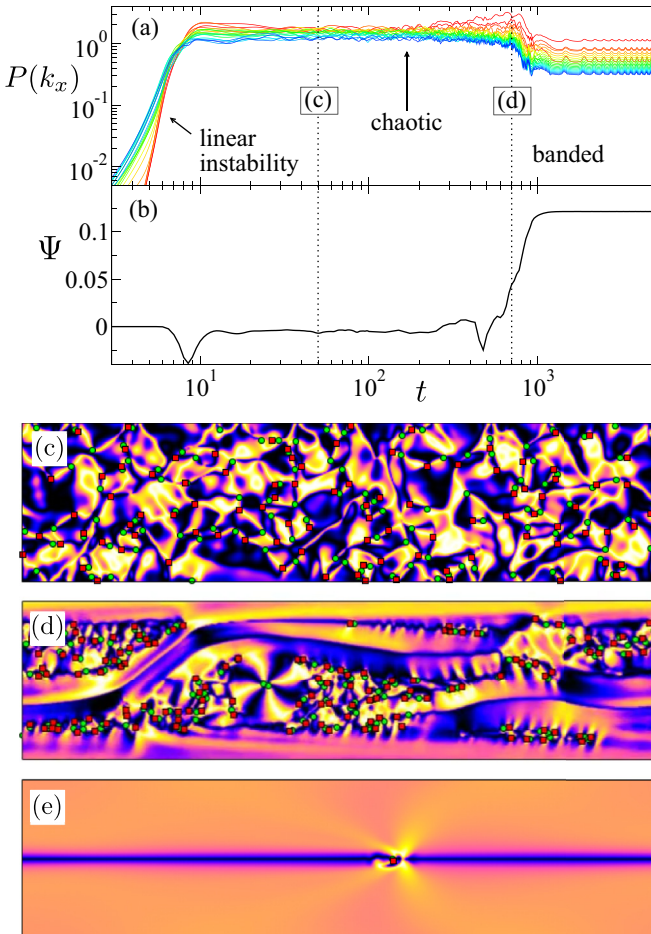 (a)
10^0
P(k_x)
10^-1
(c)
(d)
chaotic
linear
instability
banded
10^-2
(b)
0.1
Ψ
0.05
0
10^1
10^2
t
10^3
(c)
(d)
(e)